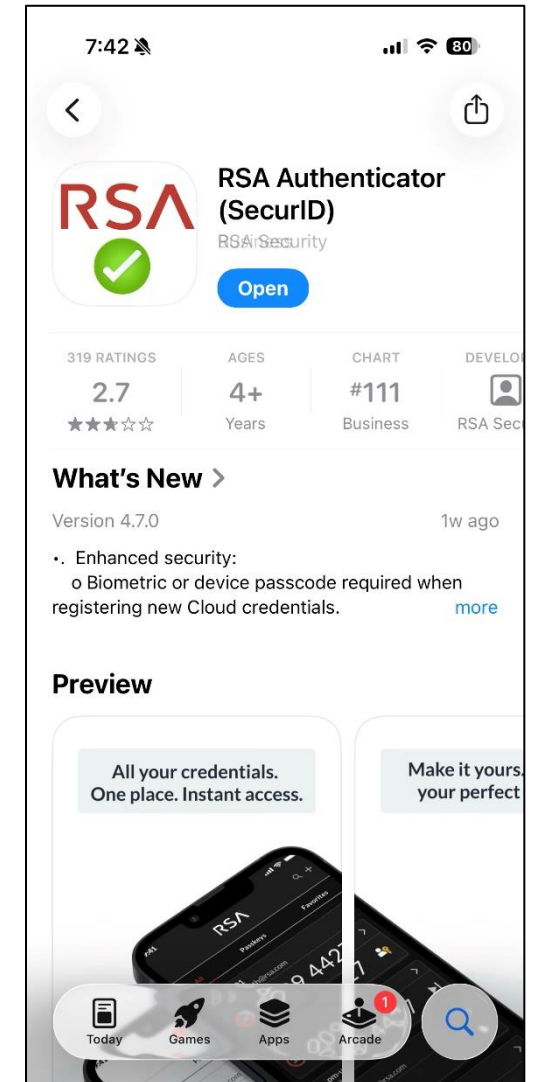 7:42
80
RSA
RSA Authenticator
(SecurID)
Open
319 RATINGS
AGES
CHART
2.7
4+
#111
Years
Business
RSA
What's New >
Version 4.7.0
1w ago
•. Enhanced security:
o Biometric or device passcode required when
registering new Cloud credentials.
more
Preview
All your credentials.
One place. Instant access.
Make it yours.
your perfect
RSA
Passkeys
Favorites
1
Today
Games
Apps
Arcade